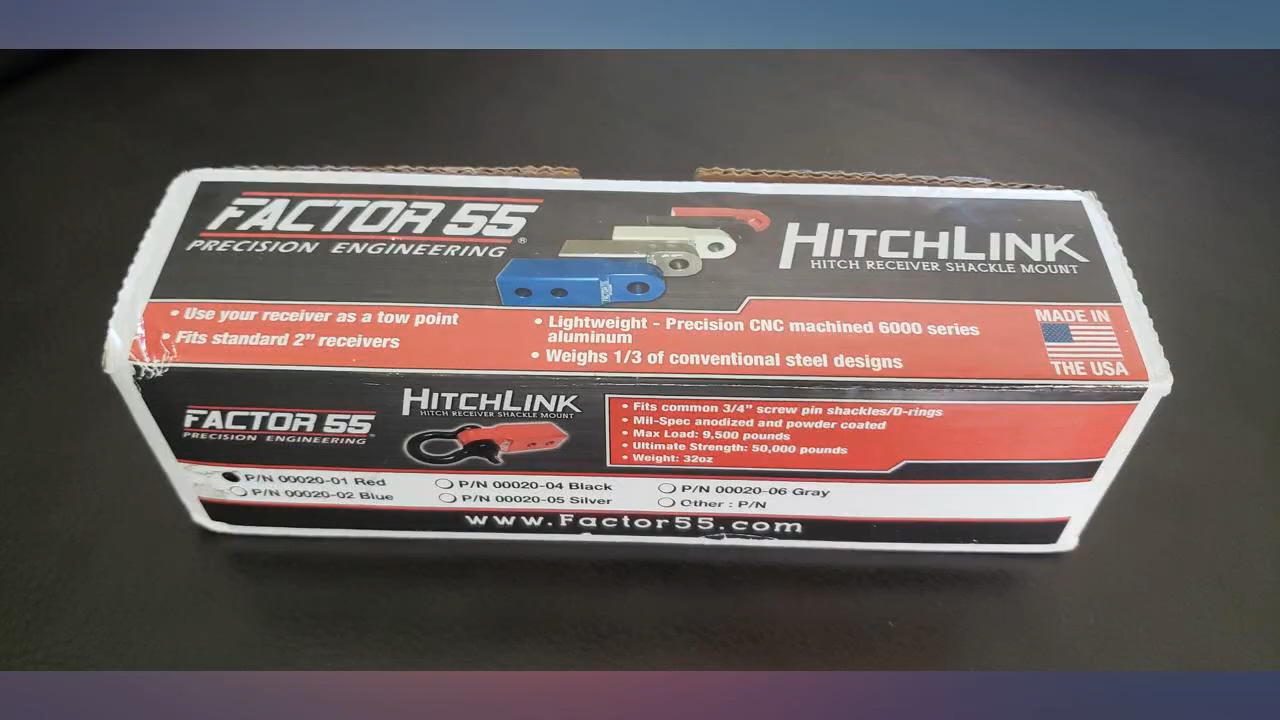 FACTOR 55®
PRECISION ENGINEERING
HITCHLINK
HITCH RECEIVER SHACKLE MOUNT
• Use your receiver as a tow point
• Fits standard 2” receivers
• Lightweight - Precision CNC machined 6000 series
aluminum
• Weighs 1/3 of conventional steel designs
MADE IN
THE USA
FACTOR 55
PRECISION ENGINEERING
HITCHLINK
HITCH RECEIVER SHACKLE MOUNT
• Fits common 3/4” screw pin shackles/D-rings
• Mil-Spec anodized and powder coated
• Max Load: 9,500 pounds
• Ultimate Strength: 50,000 pounds
• Weight: 32oz
P/N 00020-01 Red
P/N 00020-02 Blue
P/N 00020-04 Black
P/N 00020-05 Silver
P/N 00020-06 Gray
Other : P/N
www.Factor55.com